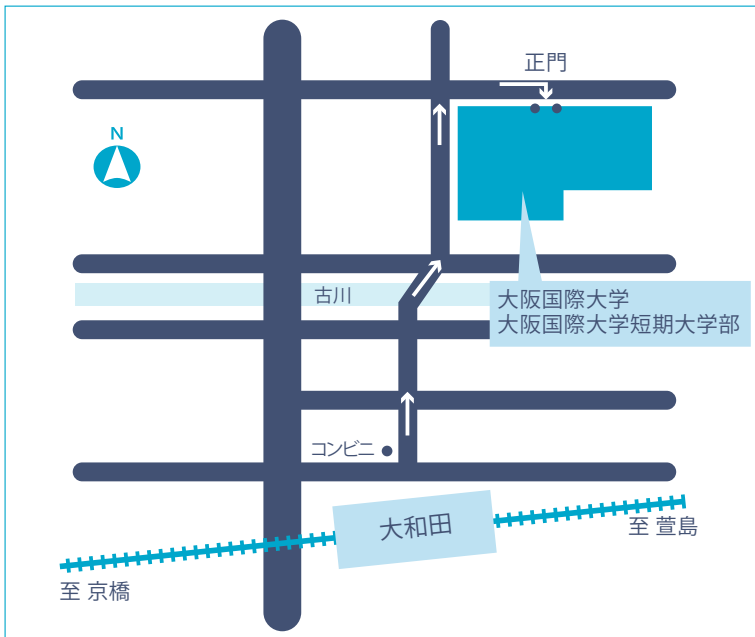 正門
N
古川
大阪国際大学
大阪国際大学短期大学部
コンビニ
大和田
至 萱島
至 京橋